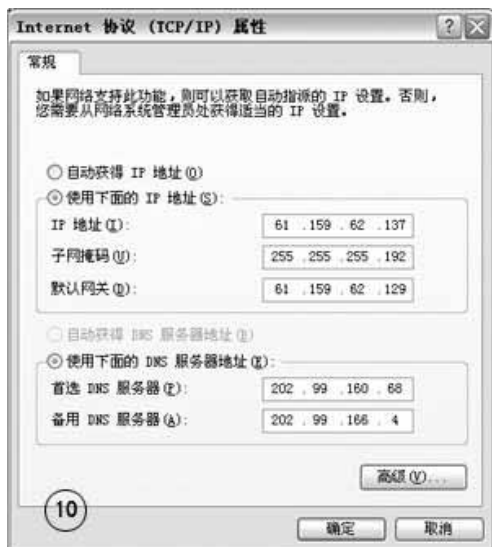 Internet 协议 (TCP/IP) 属性
常规
如果网络支持此功能，则可以获取自动指派的 IP 设置。否则，
您需要从网络系统管理员处获得适当的 IP 设置。
自动获得 IP 地址(O)
使用下面的 IP 地址(S):
IP 地址(I): 61 .159 .62 .137
子网掩码(U): 255 .255 .255 .192
默认网关(D): 61 .159 .62 .129
自动获得 DNS 服务器地址(B)
使用下面的 DNS 服务器地址(E):
首选 DNS 服务器(P): 202 .99 .160 .68
备用 DNS 服务器(A): 202 .99 .166 .4
高级(V)...
10
确定 取消